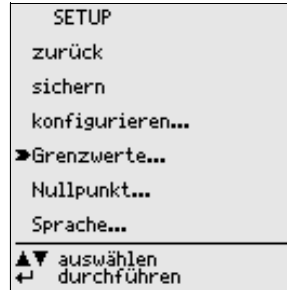 SETUP
zurück
sichern
konfigurieren...
➤Grenzwerte...
Nullpunkt...
Sprache...
▲▼ auswählen
↵ durchführen